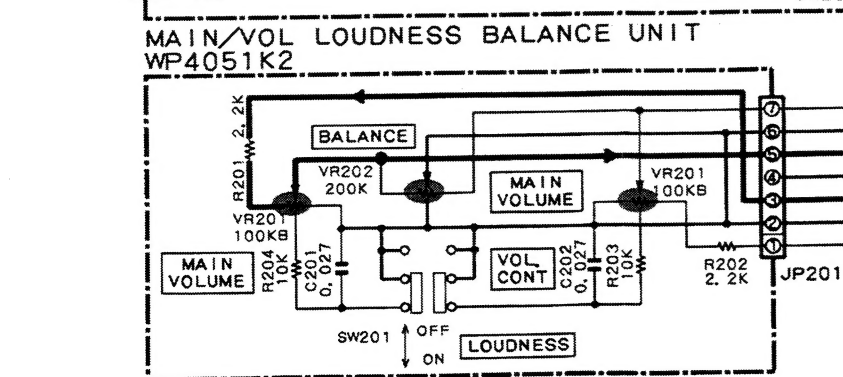 MAIN/VOL LOUDNESS BALANCE UNIT
WP4051K2
R201 2.2K
BALANCE
VR202
200K
MAIN
VOLUME
VR201
100KB
VR201
100KB
MAIN
VOLUME
R204
10K
C201
0.027
VOL.
CONT
C202
0.027
R203
10K
R202
2.2K
7
6
5
4
3
2
1
JP201
SW201
OFF
ON
LOUDNESS